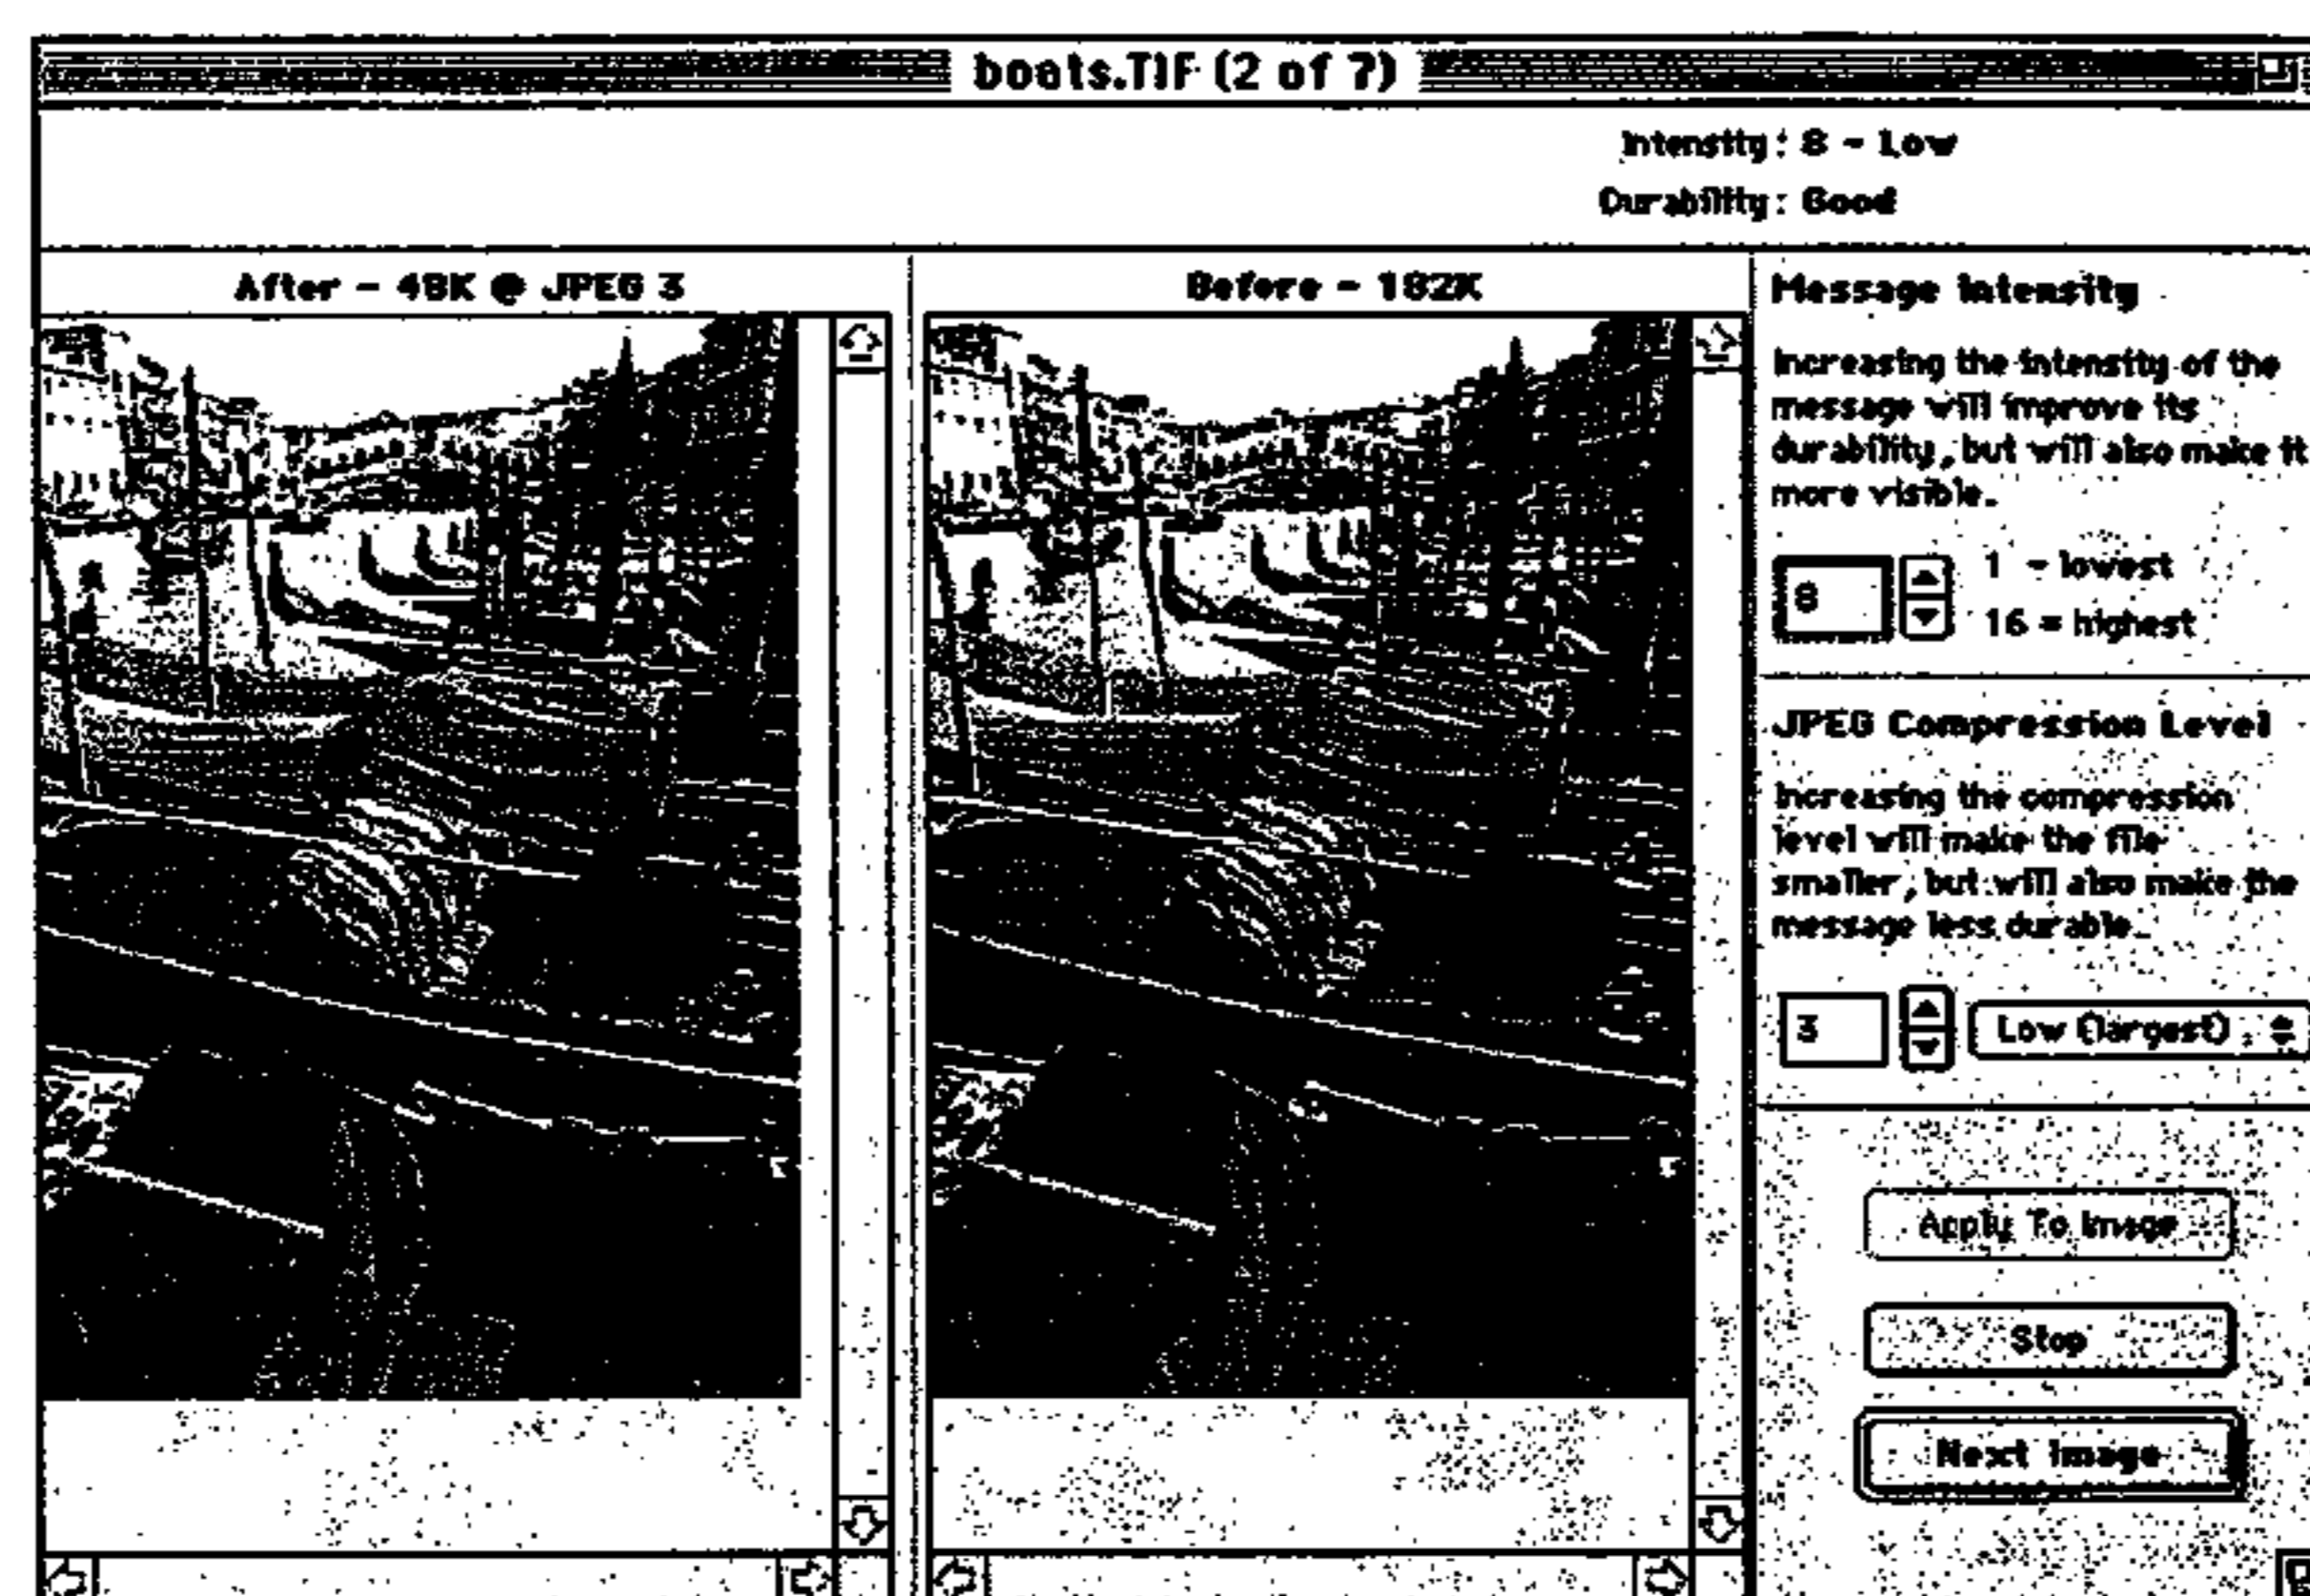 boats.TIF (2 of 7)
Intensity: 8 - Low
Durability: Good
After - 48K @ JPEG 3
Before - 182K
Message Intensity
Increasing the intensity of the
message will improve its
durability, but will also make it
more visible.
8
1 = lowest
16 = highest
JPEG Compression Level
Increasing the compression
level will make the file
smaller, but will also make the
message less durable.
3
Low (largest)
Apply To Image
Stop
Next Image